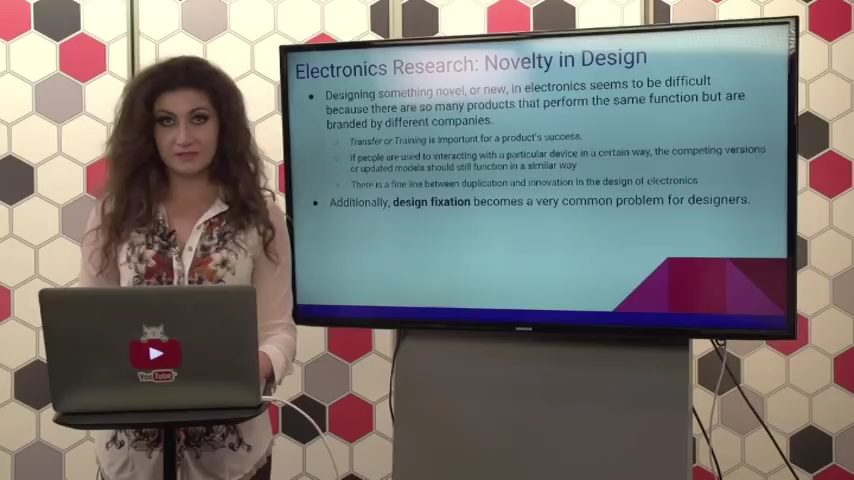 Electronics Research: Novelty in Design
● Designing something novel, or new, in electronics seems to be difficult
because there are so many products that perform the same function but are
branded by different companies.
○ Transfer or Training is important for a product's success.
○ If people are used to interacting with a particular device in a certain way, the competing versions
or updated models should still function in a similar way
○ There is a fine line between duplication and innovation in the design of electronics
● Additionally, design fixation becomes a very common problem for designers.
SAMSUNG
YouTube